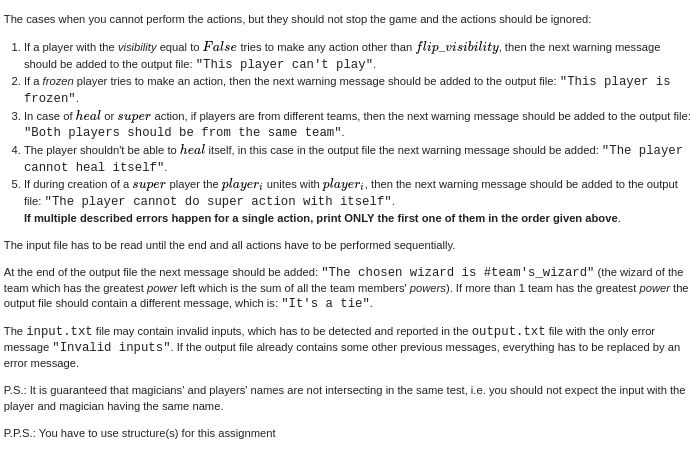 The cases when you cannot perform the actions, but they should not stop the game and the actions should be ignored:
1. If a player with the visibility equal to False tries to make any action other than flip_visibility, then the next warning message
should be added to the output file: "This player can't play".
2. If a frozen player tries to make an action, then the next warning message should be added to the output file: "This player is
frozen".
3. In case of heal or super action, if players are from different teams, then the next warning message should be added to the output file:
"Both players should be from the same team".
4. The player shouldn't be able to heal itself, in this case in the output file the next warning message should be added: "The player
cannot heal itself".
5. If during creation of a super player the player_i unites with player_i, then the next warning message should be added to the output
file: "The player cannot do super action with itself".
If multiple described errors happen for a single action, print ONLY the first one of them in the order given above.
The input file has to be read until the end and all actions have to be performed sequentially.
At the end of the output file the next message should be added: "The chosen wizard is #team's_wizard" (the wizard of the
team which has the greatest power left which is the sum of all the team members' powers). If more than 1 team has the greatest power the
output file should contain a different message, which is: "It's a tie".
The input.txt file may contain invalid inputs, which has to be detected and reported in the output.txt file with the only error
message "Invalid inputs". If the output file already contains some other previous messages, everything has to be replaced by an
error message.
P.S.: It is guaranteed that magicians' and players' names are not intersecting in the same test, i.e. you should not expect the input with the
player and magician having the same name.
P.P.S.: You have to use structure(s) for this assignment